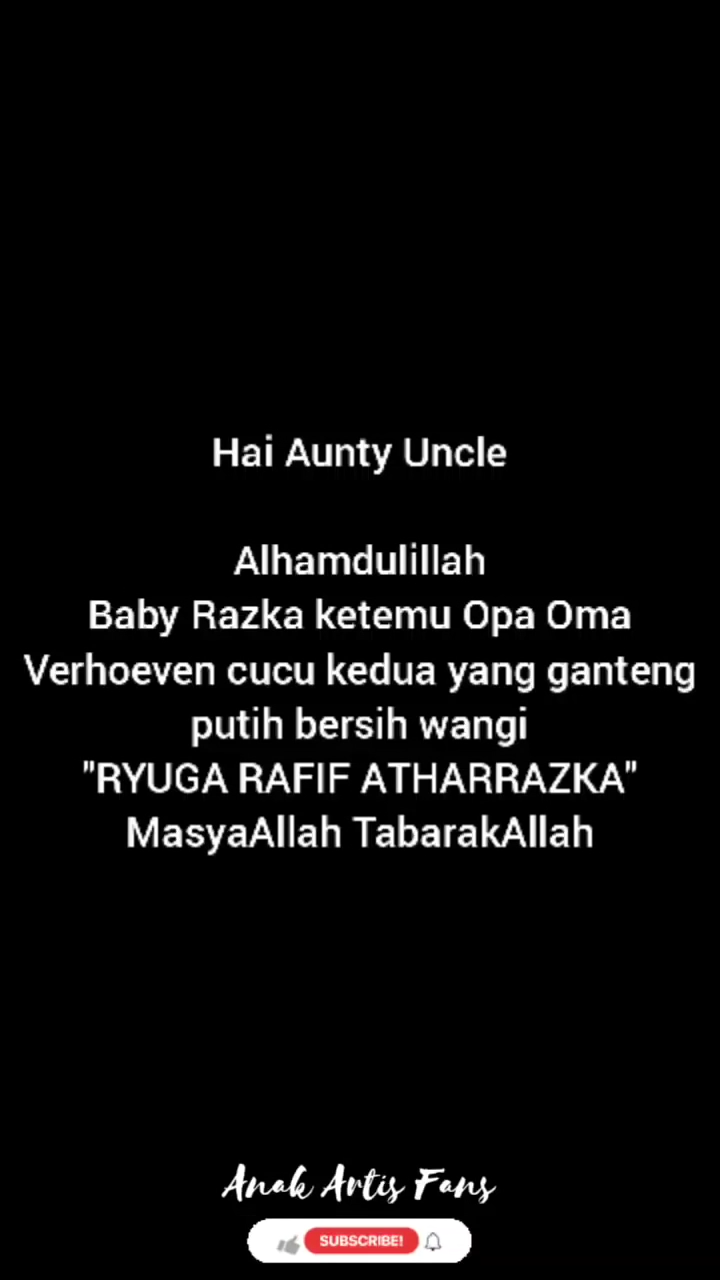 Hai Aunty Uncle
Alhamdulillah
Baby Razka ketemu Opa Oma
Verhoeven cucu kedua yang ganteng
putih bersih wangi
"RYUGA RAFIF ATHARRAZKA"
MasyaAllah TabarakAllah
Anak Artis Fans
SUBSCRIBE!